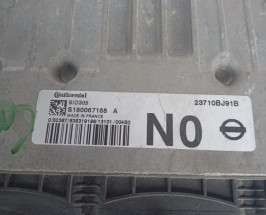 Continental
SID305
S180067168 A
MADE IN FRANCE
23710BJ91B
N0